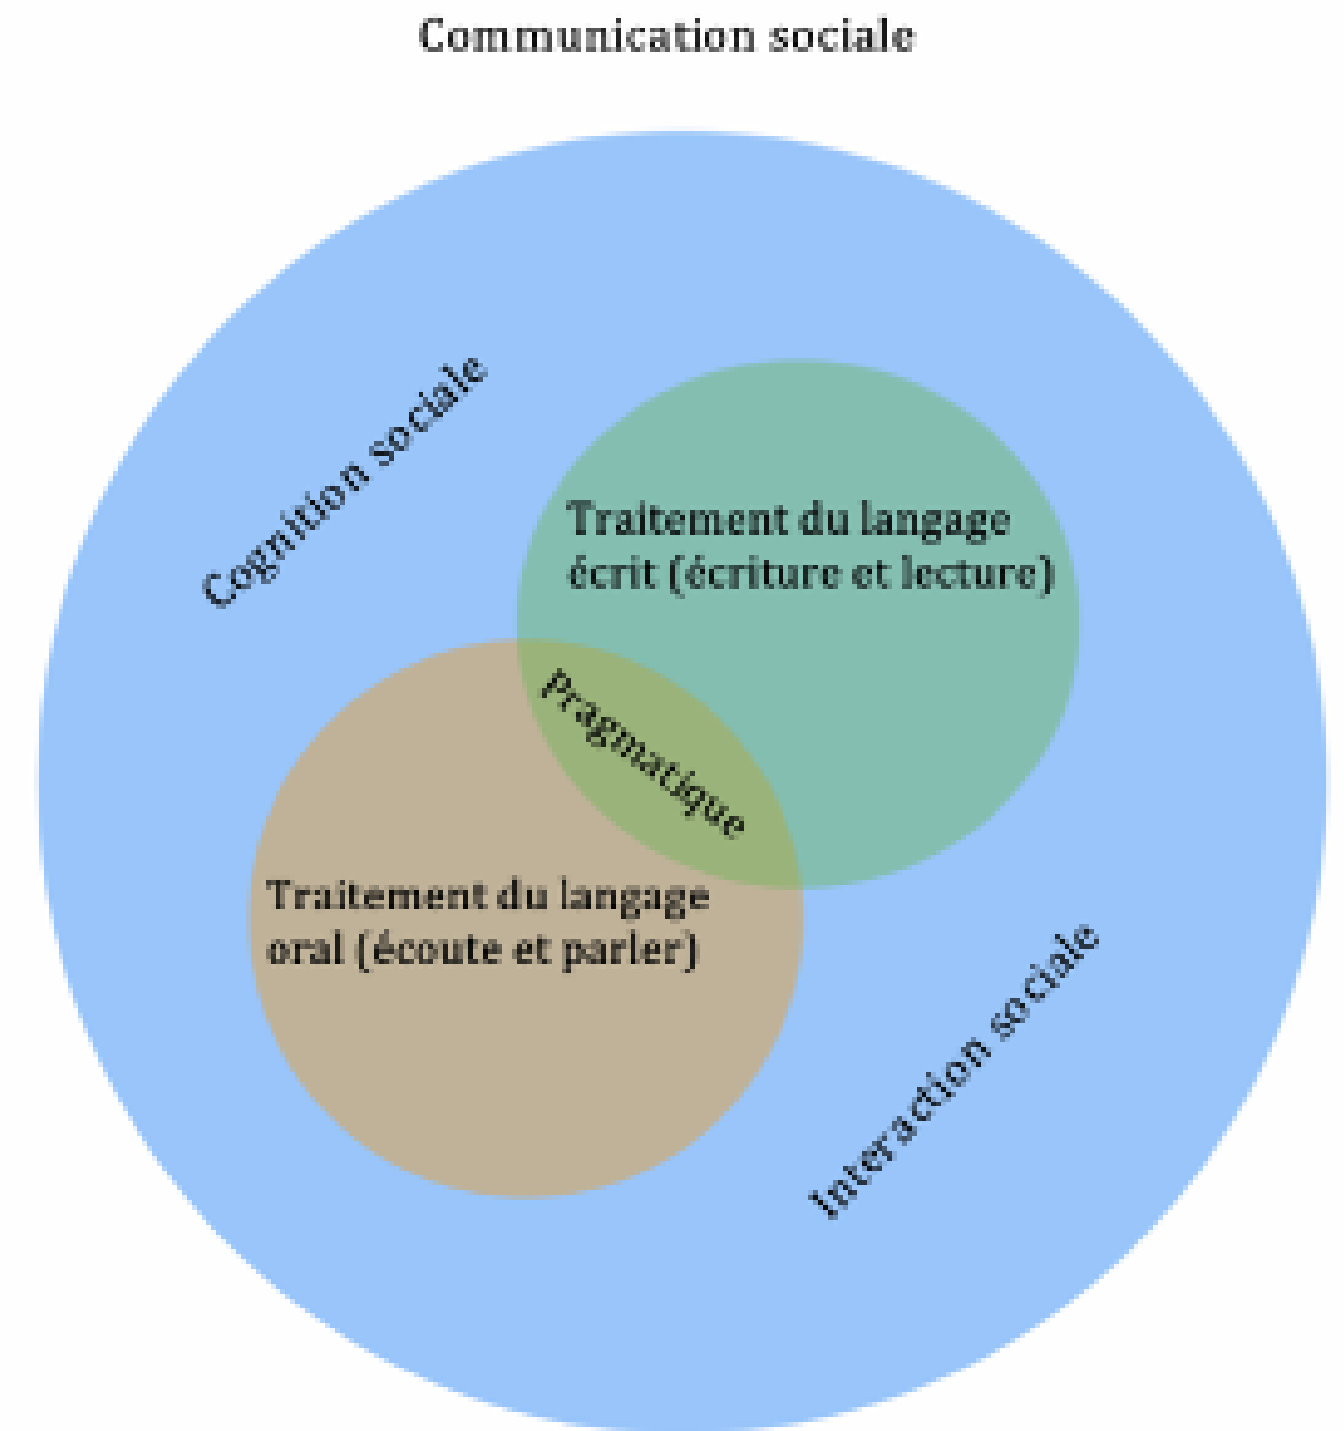 Communication sociale
Cognition sociale
Traitement du langage
écrit (écriture et lecture)
pragmatique
Traitement du langage
oral (écoute et parler)
Interaction sociale